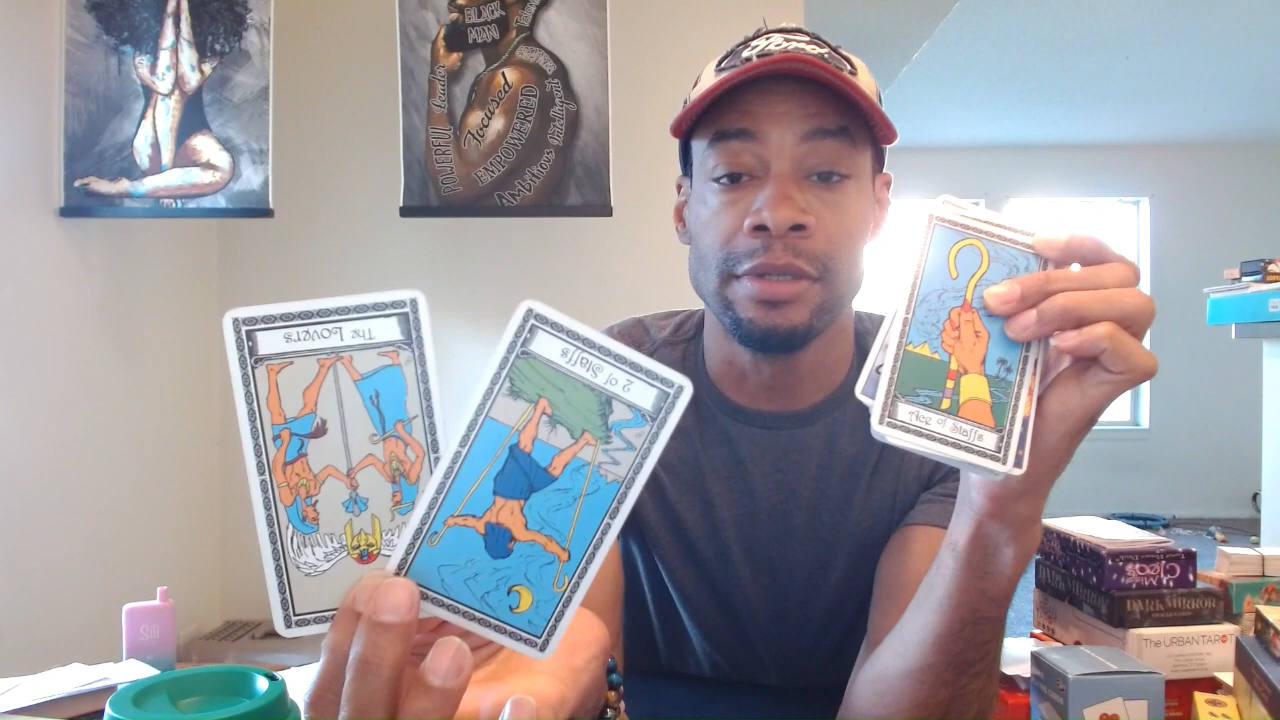 BLACK
MAN
Leader
Focused
POWERFUL
EMPOWERED
Ambitious
Intelligent
Ford
The Lovers
2 of Staffs
Ace of Staffs
Sili
DARK MIRROR
The URBAN TAROT